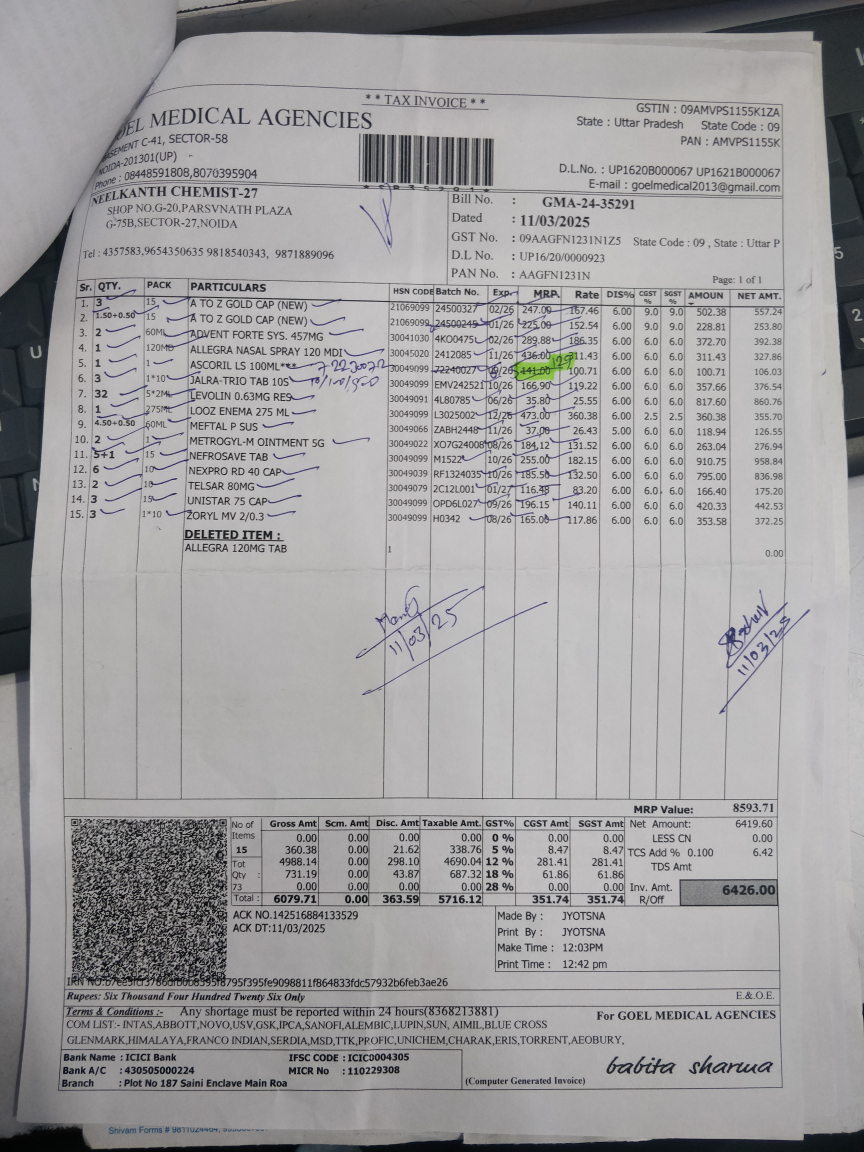 ** TAX INVOICE **
GOEL MEDICAL AGENCIES
BASEMENT C-41, SECTOR-58
NOIDA-201301(UP)
Phone : 08448591808,8070395904
GSTIN : 09AMVPS1155K1ZA
State : Uttar Pradesh State Code : 09
PAN : AMVPS1155K
D.L.No. : UP1620B000067 UP1621B000067
E-mail : goelmedical2013@gmail.com
NEELKANTH CHEMIST-27
SHOP NO.G-20,PARSVNATH PLAZA
G-75B,SECTOR-27,NOIDA
Tel : 4357583,9654350635 9818540343, 9871889096
Bill No. : GMA-24-35291
Dated : 11/03/2025
GST No. : 09AAGFN1231N1Z5 State Code : 09 , State : Uttar P
D.L No. : UP16/20/0000923
PAN No. : AAGFN1231N
Page: 1 of 1
Sr. QTY. PACK PARTICULARS HSN CODE Batch No. Exp. MRP. Rate DIS% CGST % SGST % AMOUN NET AMT.
1. 3 15 A TO Z GOLD CAP (NEW) 21069099 24500327 02/26 247.00 167.46 6.00 9.0 9.0 502.38 557.24
2. 1.50+0.50 15 A TO Z GOLD CAP (NEW) 21069099 24500249 01/26 225.00 152.54 6.00 9.0 9.0 228.81 253.80
3. 2 60ML ADVENT FORTE SYS. 457MG 30041030 4KO0475 02/26 289.88 186.35 6.00 6.0 6.0 372.70 392.38
4. 1 120MD ALLEGRA NASAL SPRAY 120 MDI 30045020 2412085 11/26 436.00 311.43 6.00 6.0 6.0 311.43 327.86
5. 1 1 ASCORIL LS 100ML** 30049099 72240027 141.00 129 100.71 6.00 6.0 6.0 100.71 106.03
6. 3 1*10 JALRA-TRIO TAB 10S 30049099 EMV242521 10/26 166.90 119.22 6.00 6.0 6.0 357.66 376.54
7. 32 5*2ML LEVOLIN 0.63MG RES 30049091 4L80785 06/26 35.80 25.55 6.00 6.0 6.0 817.60 860.76
8. 1 275ML LOOZ ENEMA 275 ML 30049099 L3025002 12/26 473.00 360.38 6.00 2.5 2.5 360.38 355.70
9. 4.50+0.50 60ML MEFTAL P SUS 30049066 ZABH2448 11/26 37.00 26.43 5.00 6.0 6.0 118.94 126.55
10. 2 1 METROGYL-M OINTMENT 5G 30049022 XO7G24008 08/26 184.12 131.52 6.00 6.0 6.0 263.04 276.94
11. 5+1 15 NEFROSAVE TAB 30049099 M1522 10/26 255.00 182.15 6.00 6.0 6.0 910.75 958.84
12. 6 10 NEXPRO RD 40 CAP 30049039 RF1324035 10/26 185.50 132.50 6.00 6.0 6.0 795.00 836.98
13. 2 10 TELSAR 80MG 30049079 2C12L001 01/27 116.48 83.20 6.00 6.0 6.0 166.40 175.20
14. 3 15 UNISTAR 75 CAP 30049099 OPD6L027 09/26 196.15 140.11 6.00 6.0 6.0 420.33 442.53
15. 3 1*10 ZORYL MV 2/0.3 30049099 H0342 08/26 165.00 117.86 6.00 6.0 6.0 353.58 372.25
DELETED ITEM :
ALLEGRA 120MG TAB 1 0.00
11/03/25
11/03/25
MRP Value: 8593.71
No of Items 15 Tot Qty : 73
Gross Amt Scm. Amt Disc. Amt Taxable Amt. GST% CGST Amt SGST Amt
0.00 0.00 0.00 0.00 0 % 0.00 0.00
360.38 0.00 21.62 338.76 5 % 8.47 8.47
4988.14 0.00 298.10 4690.04 12 % 281.41 281.41
731.19 0.00 43.87 687.32 18 % 61.86 61.86
0.00 0.00 0.00 0.00 28 % 0.00 0.00
Total : 6079.71 0.00 363.59 5716.12 351.74 351.74
Net Amount: 6419.60
LESS CN 0.00
TCS Add % 0.100 6.42
TDS Amt
Inv. Amt. R/Off 6426.00
ACK NO.142516884133529
ACK DT:11/03/2025
Made By : JYOTSNA
Print By : JYOTSNA
Make Time : 12:03PM
Print Time : 12:42 pm
Rupees: Six Thousand Four Hundred Twenty Six Only E.& O.E.
Terms & Conditions :- Any shortage must be reported within 24 hours(8368213881)
COM LIST:- INTAS,ABBOTT,NOVO,USV,GSK,IPCA,SANOFI,ALEMBIC,LUPIN,SUN, AIMIL,BLUE CROSS
GLENMARK,HIMALAYA,FRANCO INDIAN,SERDIA,MSD,TTK,PROFIC,UNICHEM,CHARAK,ERIS,TORRENT,AEOBURY,
For GOEL MEDICAL AGENCIES
Bank Name : ICICI Bank IFSC CODE : ICIC0004305
Bank A/C : 430505000224 MICR No : 110229308
Branch : Plot No 187 Saini Enclave Main Roa
(Computer Generated Invoice)
babita sharma